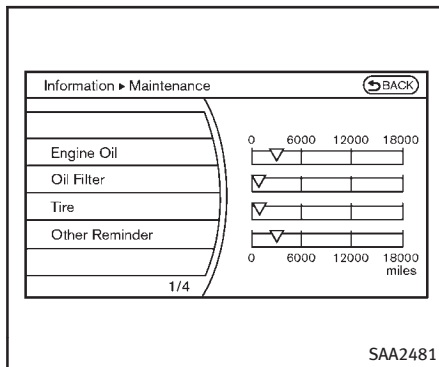 Information ▸ Maintenance
BACK
0 6000 12000 18000
Engine Oil
Oil Filter
Tire
Other Reminder
0 6000 12000 18000
miles
1/4
SAA2481